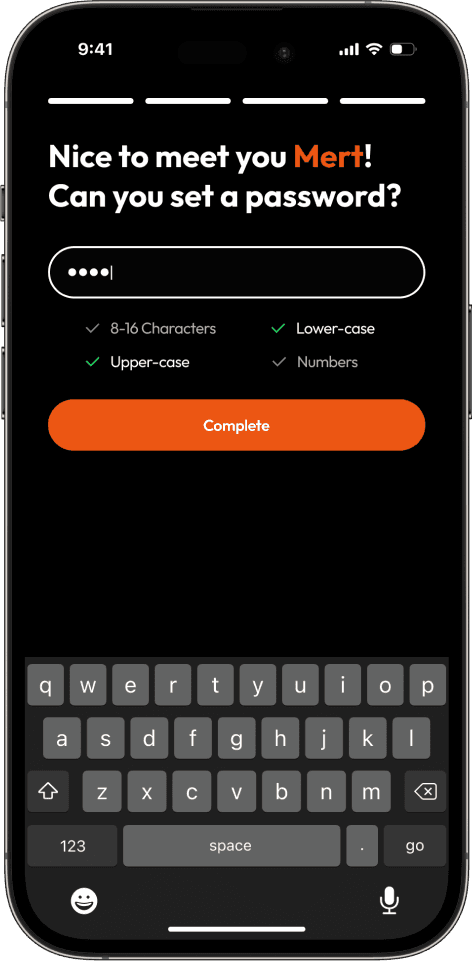 9:41
Nice to meet you Mert!
Can you set a password?
8-16 Characters Lower-case
Upper-case Numbers
Complete
q w e r t y u i o p
a s d f g h j k l
z x c v b n m
123 space . go